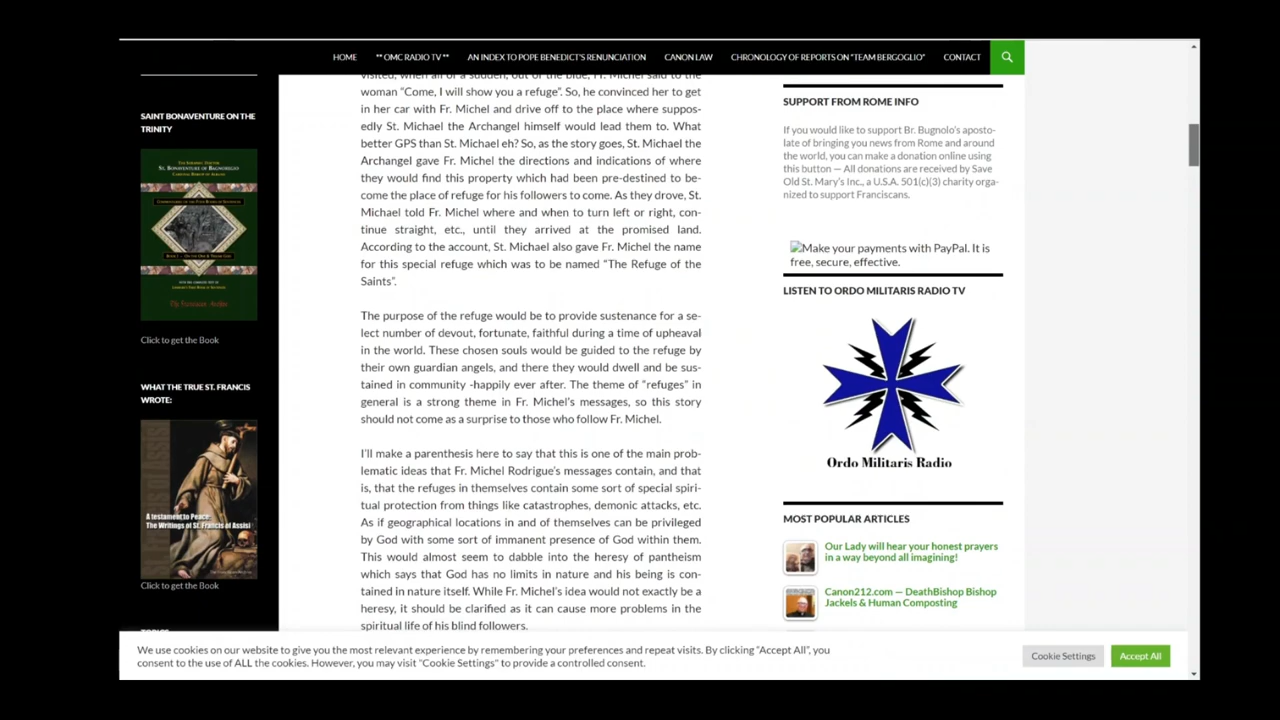 HOME
** OMC RADIO TV **
AN INDEX TO POPE BENEDICT'S RENUNCIATION
CANON LAW
CHRONOLOGY OF REPORTS ON "TEAM BERGOGLIO"
CONTACT
SAINT BONAVENTURE ON THE
TRINITY
ST. BONAVENTURE OF BAGNOREGIO
The Franciscan Archive
Click to get the Book
WHAT THE TRUE ST. FRANCIS
WROTE:
A testament to Peace:
The Writings of St. Francis of Assisi
Click to get the Book
visited, when all of a sudden, out of the blue, Fr. Michel said to the
woman “Come, I will show you a refuge”. So, he convinced her to get
in her car with Fr. Michel and drive off to the place where suppos-
edly St. Michael the Archangel himself would lead them to. What
better GPS than St. Michael eh? So, as the story goes, St. Michael the
Archangel gave Fr. Michel the directions and inidcations of where
they would find this property which had been pre-destined to be-
come the place of refuge for his followers to come. As they drove, St.
Michael told Fr. Michel where and when to turn left or right, con-
tinue straight, etc., until they arrived at the promised land.
According to the account, St. Michael also gave Fr. Michel the name
for this special refuge which was to be named “The Refuge of the
Saints”.
The purpose of the refuge would be to provide sustenance for a se-
lect number of devout, fortunate, faithful during a time of upheaval
in the world. These chosen souls would be guided to the refuge by
their own guardian angels, and there they would dwell and be sus-
tained in community -happily ever after. The theme of “refuges” in
general is a strong theme in Fr. Michel’s messages, so this story
should not come as a surprise to those who follow Fr. Michel.
I’ll make a parenthesis here to say that this is one of the main prob-
lematic ideas that Fr. Michel Rodrigue’s messages contain, and that
is, that the refuges in themselves contain some sort of special spiri-
tual protection from things like catastrophes, demonic attacks, etc.
As if geographical locations in and of themselves can be privileged
by God with some sort of immanent presence of God within them.
This would almost seem to dabble into the heresy of pantheism
which says that God has no limits in nature and his being is con-
tained in nature itself. While Fr. Michel’s idea would not exactly be a
heresy, it should be clarified as it can cause more problems in the
spiritual life of his blind followers.
SUPPORT FROM ROME INFO
If you would like to support Br. Bugnolo’s aposto-
late of bringing you news from Rome and around
the world, you can make a donation online using
this button — All donations are received by Save
Old St. Mary’s Inc., a U.S.A. 501(c)(3) charity orga-
nized to support Franciscans.
Make your payments with PayPal. It is
free, secure, effective.
LISTEN TO ORDO MILITARIS RADIO TV
Ordo Militaris Radio
MOST POPULAR ARTICLES
Our Lady will hear your honest prayers
in a way beyond all imagining!
Canon212.com — DeathBishop Bishop
Jackels & Human Composting
We use cookies on our website to give you the most relevant experience by remembering your preferences and repeat visits. By clicking “Accept All”, you
consent to the use of ALL the cookies. However, you may visit "Cookie Settings" to provide a controlled consent.
Cookie Settings
Accept All